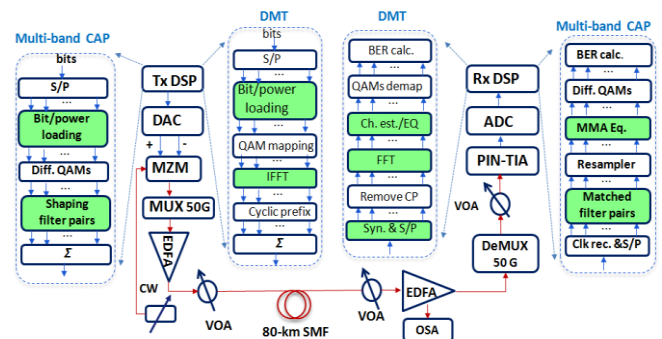 Multi-band CAP
bits
S/P
...
...
Bit/power
loading
...
Diff. QAMs
...
Shaping
filter pairs
...
Σ
Tx DSP
DAC
+ -
MZM
MUX 50G
EDFA
CW
VOA
DMT
bits
S/P
...
Bit/power
loading
...
QAM mapping
...
IFFT
...
Cyclic prefix
...
Σ
80-km SMF
DMT
BER calc.
...
QAMs demap
...
Ch. est./EQ
...
FFT
...
Remove CP
...
Syn. & S/P
VOA
EDFA
OSA
Rx DSP
ADC
PIN-TIA
VOA
DeMUX
50 G
Multi-band CAP
BER calc.
...
Diff. QAMs
...
MMA Eq.
...
Resampler
...
Matched
filter pairs
...
Clk rec. &S/P